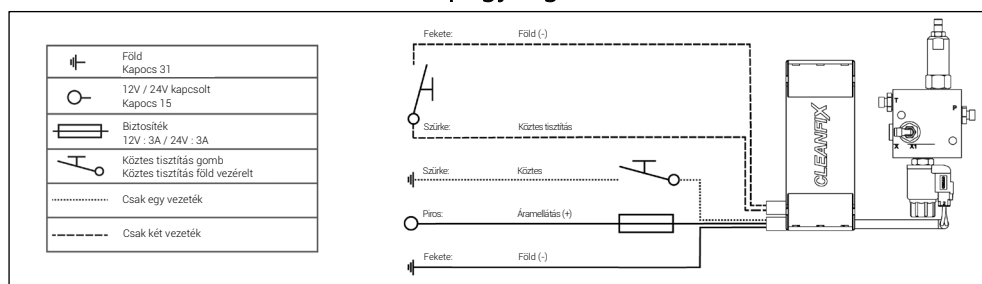 Föld
Kapocs 31
12V / 24V kapcsolt
Kapocs 15
Biztosíték
12V : 3A / 24V : 3A
Köztes tisztítás gomb
Köztes tisztítás föld vezérelt
Csak egy vezeték
Csak két vezeték
Fekete: Föld (-)
Szürke: Köztes tisztítás
Szürke: Köztes
Piros: Áramellátás (+)
Fekete: Föld (-)
CLEANFIX
T
P
X X1